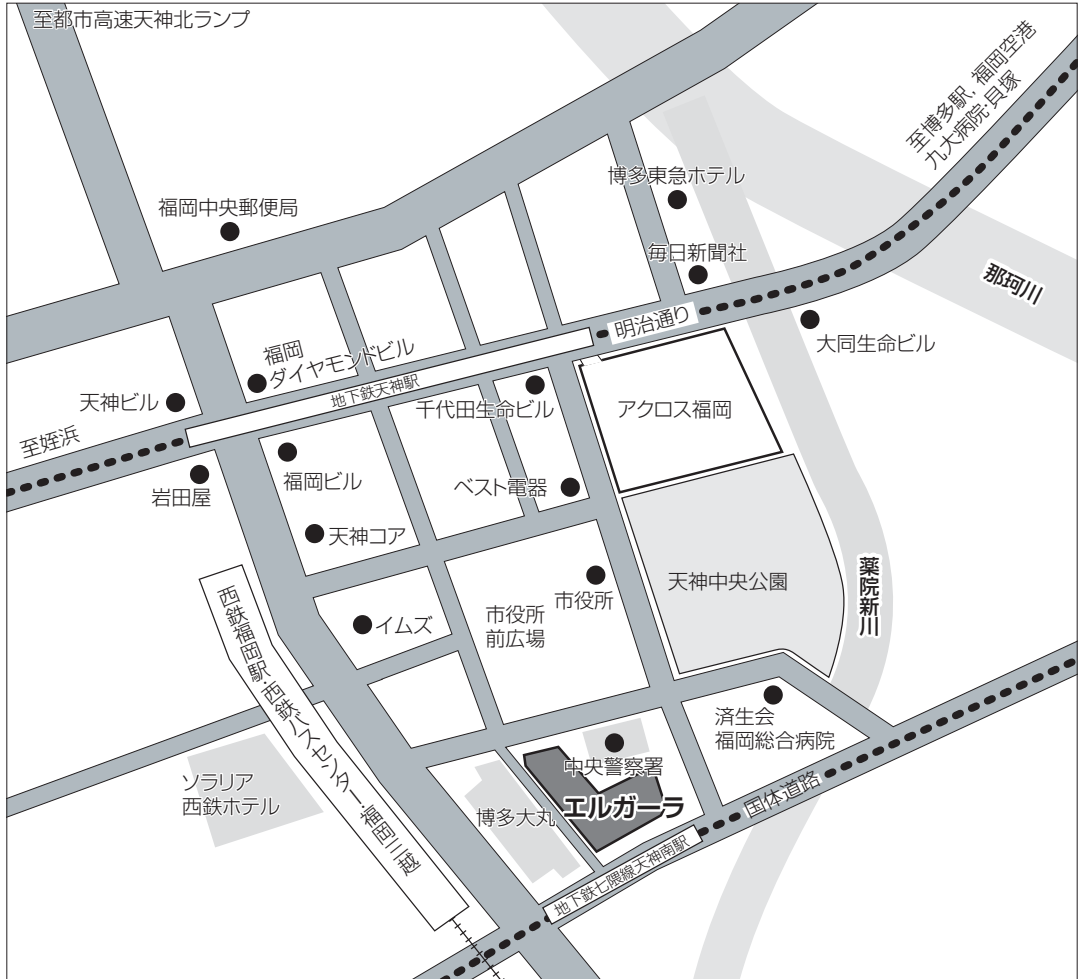 至都市高速天神北ランプ
至博多駅，福岡空港
九大病院・貝塚
博多東急ホテル
福岡中央郵便局
毎日新聞社
那珂川
明治通り
大同生命ビル
福岡
ダイヤモンドビル
地下鉄天神駅
天神ビル
千代田生命ビル
アクロス福岡
至姪浜
福岡ビル
ベスト電器
岩田屋
天神コア
天神中央公園
薬院新川
市役所
市役所
前広場
イムズ
西鉄福岡駅・西鉄バスセンター・福岡三越
済生会
福岡総合病院
中央警察署
ソラリア
西鉄ホテル
博多大丸
エルガーラ
国体道路
地下鉄七隈線天神南駅